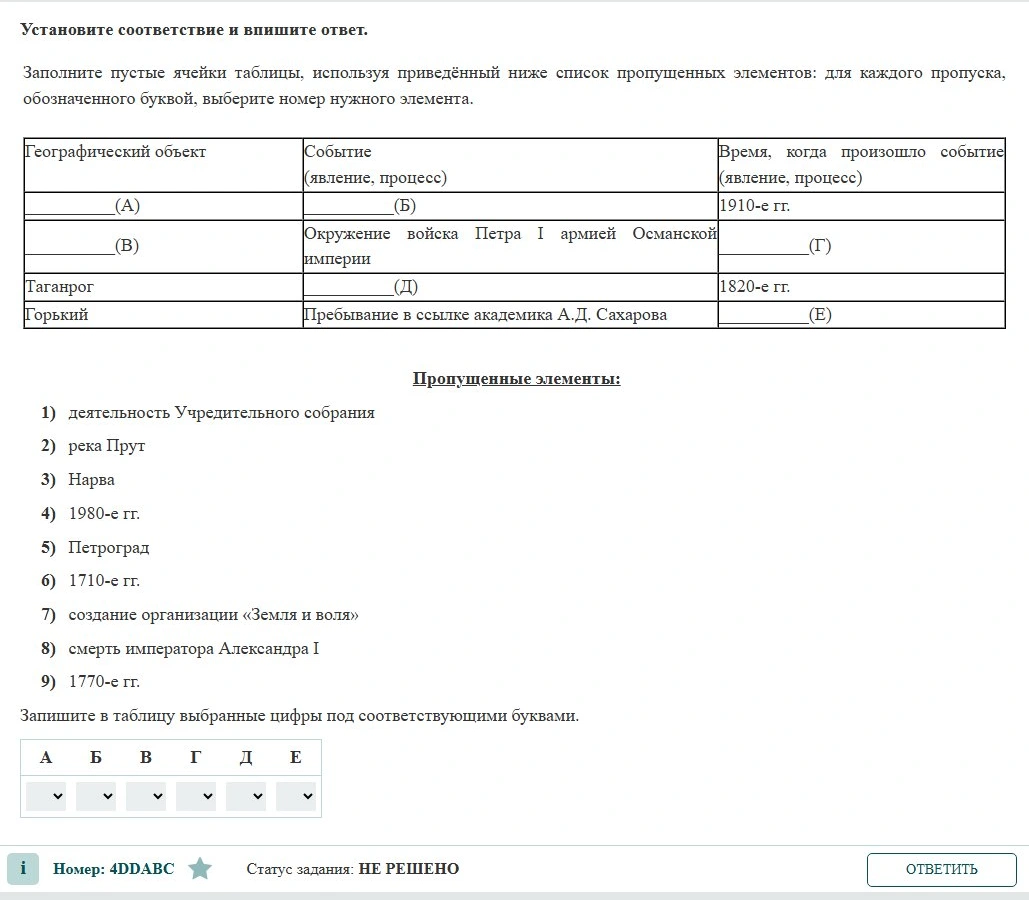 Установите соответствие и впишите ответ.
Заполните пустые ячейки таблицы, используя приведённый ниже список пропущенных элементов: для каждого пропуска,
обозначенного буквой, выберите номер нужного элемента.
Географический объект
Событие
(явление, процесс)
Время, когда произошло событие
(явление, процесс)
__________(А)
__________(Б)
1910-е гг.
__________(В)
Окружение войска Петра I армией Османской
империи
__________(Г)
Таганрог
__________(Д)
1820-е гг.
Горький
Пребывание в ссылке академика А.Д. Сахарова
__________(Е)
Пропущенные элементы:
1) деятельность Учредительного собрания
2) река Прут
3) Нарва
4) 1980-е гг.
5) Петроград
6) 1710-е гг.
7) создание организации «Земля и воля»
8) смерть императора Александра I
9) 1770-е гг.
Запишите в таблицу выбранные цифры под соответствующими буквами.
А Б В Г Д Е
i Номер: 4DDABC Статус задания: НЕ РЕШЕНО ОТВЕТИТЬ